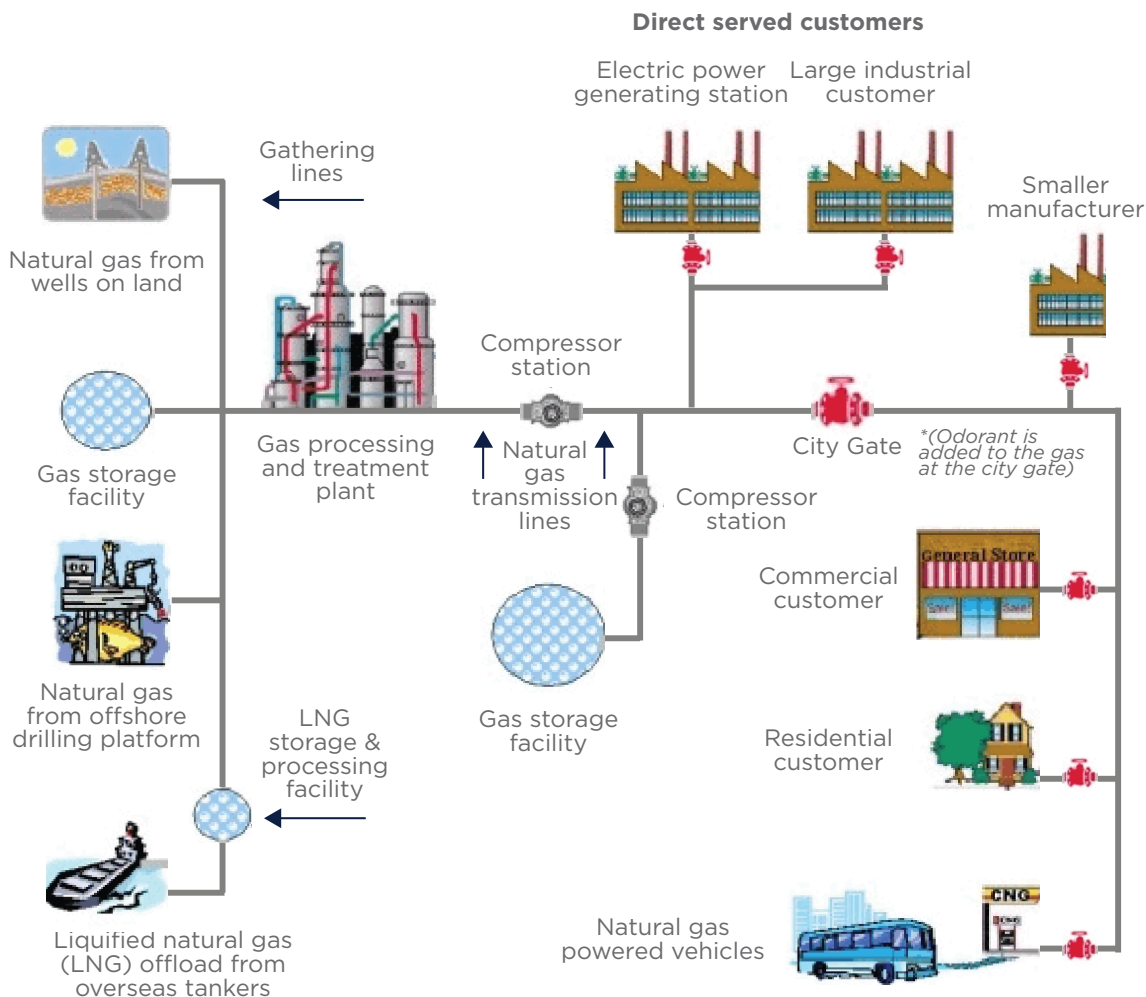 Direct served customers
Electric power
generating station
Large industrial
customer
Smaller
manufacturer
Gathering
lines
Natural gas from
wells on land
Compressor
station
Gas storage
facility
Gas processing
and treatment
plant
Natural
gas
transmission
lines
City Gate
*(Odorant is
added to the gas
at the city gate)
Compressor
station
General Store
Sale!
Sale!
Commercial
customer
Natural gas
from offshore
drilling platform
LNG
storage &
processing
facility
Gas storage
facility
Residential
customer
CNG
CNG
Natural gas
powered vehicles
Liquified natural gas
(LNG) offload from
overseas tankers